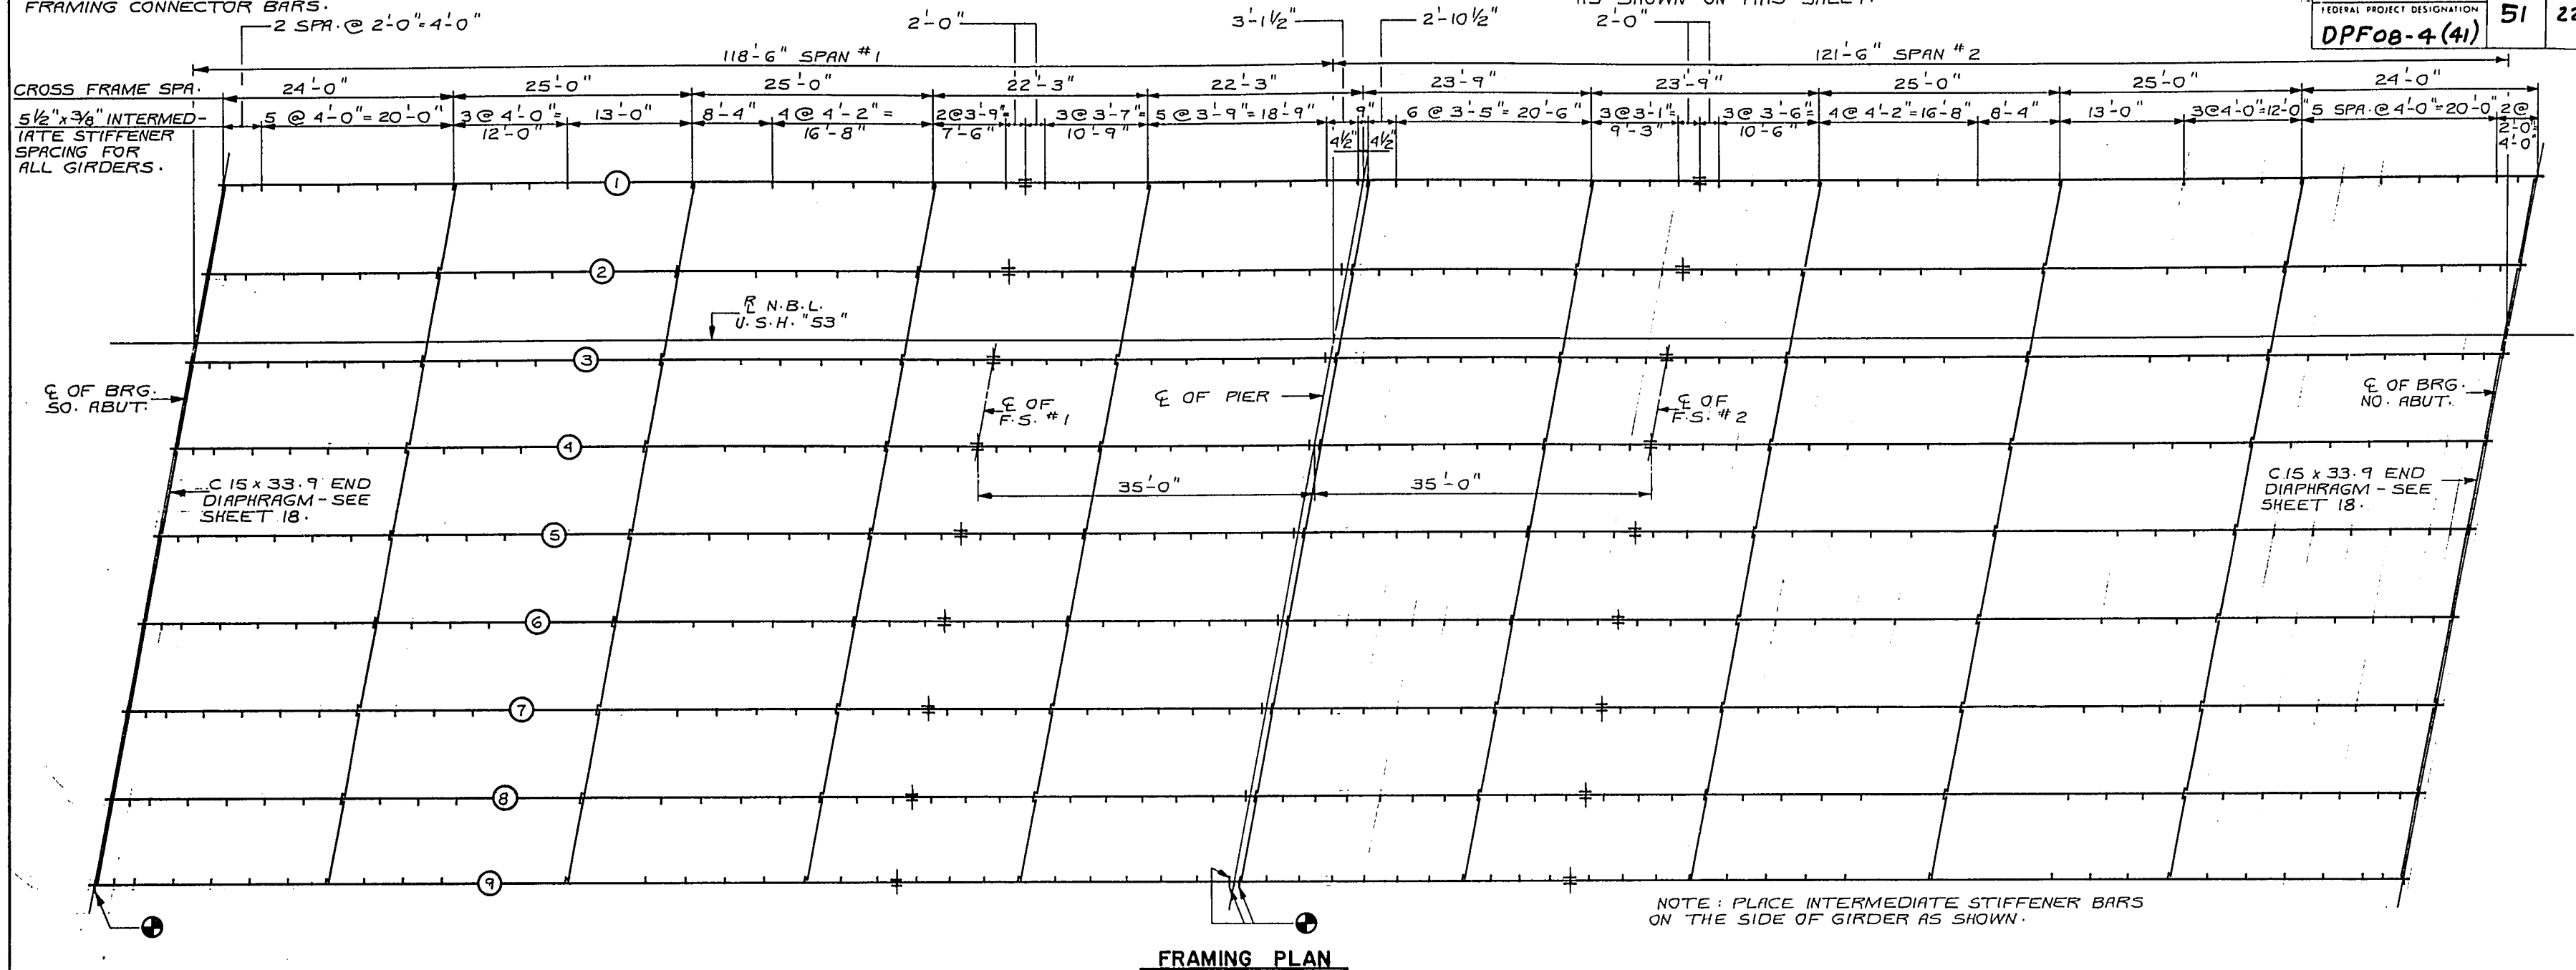 FRAMING CONNECTOR BARS.
AS SHOWN ON THIS SHEET.
FEDERAL PROJECT DESIGNATION
DPF08-4(41)
51
22
2 SPA. @ 2'-0"=4'-0"
2'-0"
3'-1½"
2'-10½"
2'-0"
118'-6" SPAN #1
121'-6" SPAN #2
CROSS FRAME SPA.
24'-0"
25'-0"
25'-0"
22'-3"
22'-3"
23'-9"
23'-9"
25'-0"
25'-0"
24'-0"
5½"x⅜" INTERMED-
IATE STIFFENER
SPACING FOR
ALL GIRDERS.
5 @ 4'-0"=20'-0"
3 @ 4'-0"=
12'-0"
13'-0"
8'-4"
4 @ 4'-2"=
16'-8"
2@3'-9"=
7'-6"
3@3'-7"=
10'-9"
5 @ 3'-9"=18'-9"
9"
4½"
4½"
6 @ 3'-5"=20'-6"
3@3'-1"=
9'-3"
3@ 3'-6"=
10'-6"
4@ 4'-2"=16'-8"
8'-4"
13'-0"
3@4'-0"=12'-0"
5 SPA.@4'-0"=20'-0"
2@
2'-0"=
4'-0"
1
2
R N.B.L.
U.S.H. "53"
3
℄ OF BRG.
SO. ABUT.
℄ OF
F.S. #1
℄ OF PIER
℄ OF
F.S. #2
℄ OF BRG.
NO. ABUT.
4
C 15 x 33.9 END
DIAPHRAGM - SEE
SHEET 18.
35'-0"
35'-0"
C 15 x 33.9 END
DIAPHRAGM - SEE
SHEET 18.
5
6
7
8
9
NOTE: PLACE INTERMEDIATE STIFFENER BARS
ON THE SIDE OF GIRDER AS SHOWN.
FRAMING PLAN